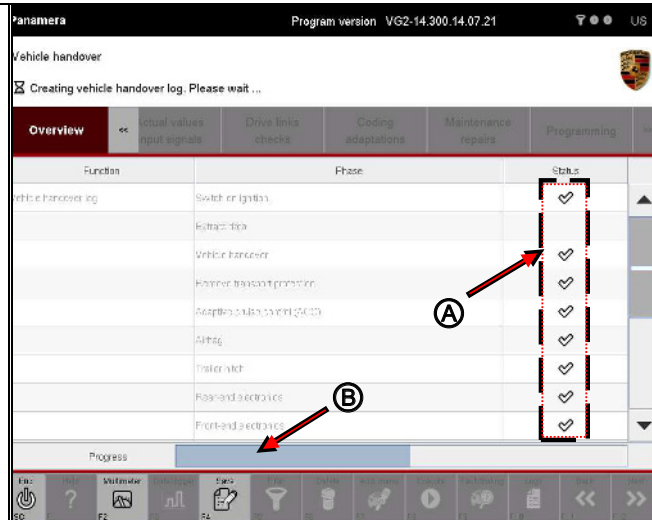 Panamera Program version VG2-14.300.14.07.21 US
Vehicle handover
Creating vehicle handover log. Please wait ...
Overview << Actual values input signals Drive links checks Coding adaptations Maintenance repairs Programming
Function Phase Status
Vehicle handover log Switch on ignition
Extract data
Vehicle handover
Remove transport protection
Adaptive cruise control (ACC)
A
Airbag
Trailer hitch
Rear-end electronics
B
Front-end electronics
Progress
Help Multimeter Save Filter Delete Back Next
F2 F4